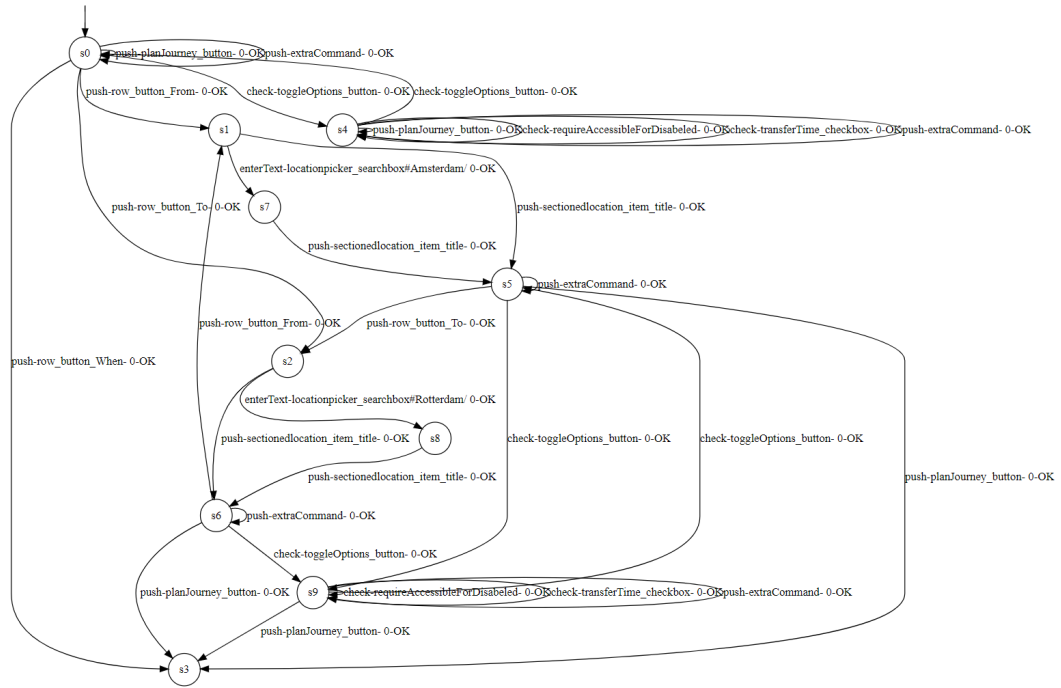 s0
push-planJourney_button- 0-OK
push-extraCommand- 0-OK
push-row_button_From- 0-OK
check-toggleOptions_button- 0-OK
check-toggleOptions_button- 0-OK
s1
s4
push-planJourney_button- 0-OK
check-requireAccessibleForDisabeled- 0-OK
check-transferTime_checkbox- 0-OK
push-extraCommand- 0-OK
enterText-locationpicker_searchbox#Amsterdam/ 0-OK
push-row_button_To- 0-OK
s7
push-sectionedlocation_item_title- 0-OK
push-sectionedlocation_item_title- 0-OK
s5
push-extraCommand- 0-OK
push-row_button_From- 0-OK
push-row_button_To- 0-OK
push-row_button_When- 0-OK
s2
enterText-locationpicker_searchbox#Rotterdam/ 0-OK
push-sectionedlocation_item_title- 0-OK
s8
check-toggleOptions_button- 0-OK
check-toggleOptions_button- 0-OK
push-sectionedlocation_item_title- 0-OK
push-planJourney_button- 0-OK
s6
push-extraCommand- 0-OK
check-toggleOptions_button- 0-OK
push-planJourney_button- 0-OK
s9
check-requireAccessibleForDisabeled- 0-OK
check-transferTime_checkbox- 0-OK
push-extraCommand- 0-OK
push-planJourney_button- 0-OK
s3